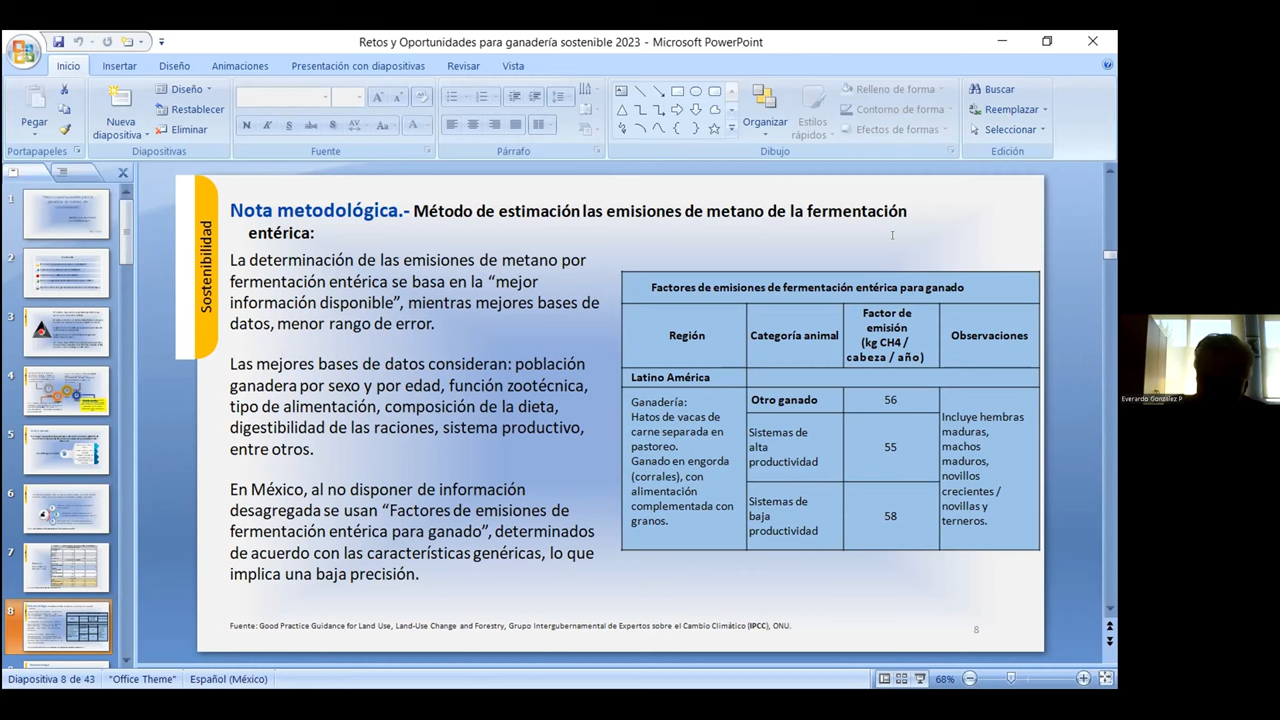 Retos y Oportunidades para ganadería sostenible 2023 - Microsoft PowerPoint
Inicio
Insertar
Diseño
Animaciones
Presentación con diapositivas
Revisar
Vista
Pegar
Portapapeles
Nueva diapositiva
Diseño
Restablecer
Eliminar
Diapositivas
N K S abc AV Aa A
Fuente
Párrafo
Organizar
Estilos rápidos
Relleno de forma
Contorno de forma
Efectos de formas
Dibujo
Buscar
Reemplazar
Seleccionar
Edición
1
2
3
4
5
6
7
8
Sostenibilidad
Nota metodológica.- Método de estimación las emisiones de metano de la fermentación
entérica:
La determinación de las emisiones de metano por
fermentación entérica se basa en la “mejor
información disponible”, mientras mejores bases de
datos, menor rango de error.
Las mejores bases de datos consideran: población
ganadera por sexo y por edad, función zootécnica,
tipo de alimentación, composición de la dieta,
digestibilidad de las raciones, sistema productivo,
entre otros.
En México, al no disponer de información
desagregada se usan “Factores de emisiones de
fermentación entérica para ganado”, determinados
de acuerdo con las características genéricas, lo que
implica una baja precisión.
Factores de emisiones de fermentación entérica para ganado
Región
Categoría animal
Factor de
emisión
(kg CH4 /
cabeza / año)
Observaciones
Latino América
Ganadería:
Hatos de vacas de
carne separada en
pastoreo.
Ganado en engorda
(corrales), con
alimentación
complementada con
granos.
Otro ganado
56
Sistemas de
alta
productividad
55
Sistemas de
baja
productividad
58
Incluye hembras
maduras,
machos
maduros,
novillos
crecientes /
novillas y
terneros.
Fuente: Good Practice Guidance for Land Use, Land-Use Change and Forestry, Grupo Intergubernamental de Expertos sobre el Cambio Climático (IPCC), ONU.
8
Everardo González P
Diapositiva 8 de 43
"Office Theme"
Español (México)
68%